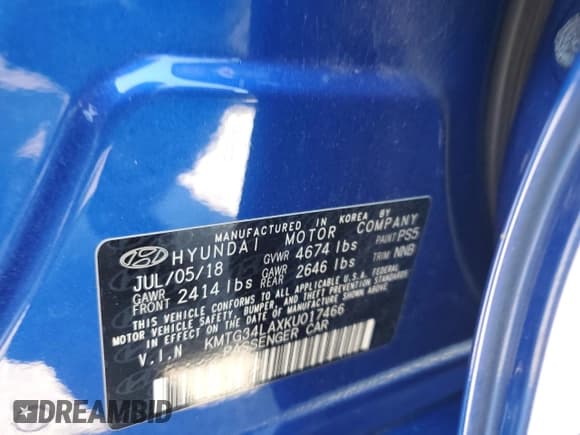 MANUFACTURED IN KOREA BY
HYUNDAI MOTOR COMPANY
JUL/05/18 GVWR 4674 lbs PAINT PS5
GAWR FRONT 2414 lbs GAWR REAR 2646 lbs TRIM NNB
THIS VEHICLE CONFORMS TO ALL APPLICABLE U.S.A. FEDERAL
MOTOR VEHICLE SAFETY, BUMPER, AND THEFT PREVENTION STANDARDS
IN EFFECT ON THE DATE OF MANUFACTURE SHOWN ABOVE.
V.I.N KMTG34LAXKU017466
PASSENGER CAR
DREAMBID